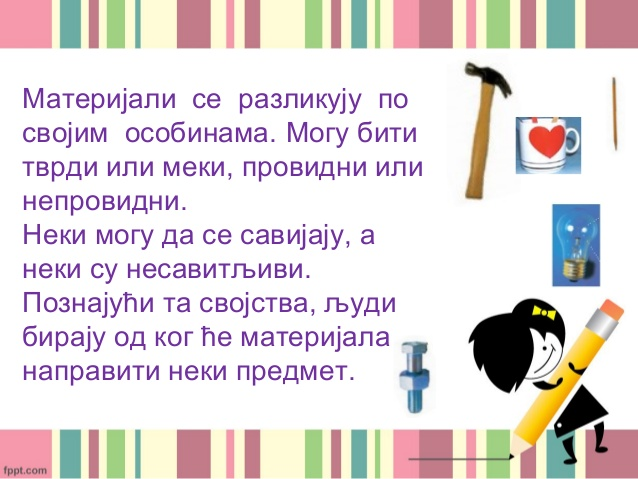 Материјали се разликују по
својим особинама. Могу бити
тврди или меки, провидни или
непровидни.
Неки могу да се савијају, а
неки су несавитљиви.
Познајући та својства, људи
бирају од ког ће материјала
направити неки предмет.
fppt.com